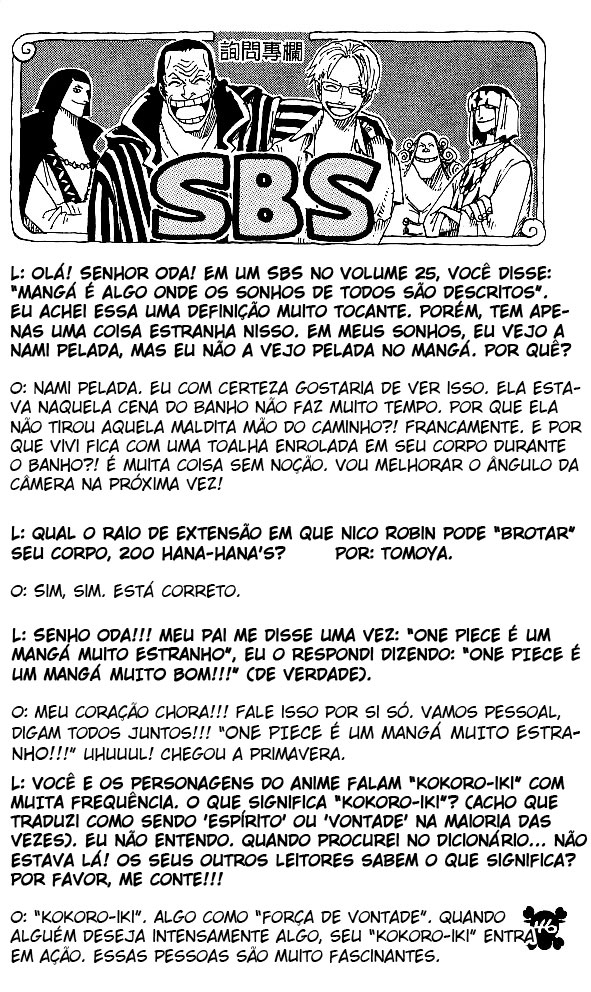 詢問專欄
SBS
L: OLÁ! SENHOR ODA! EM UM SBS NO VOLUME 25, VOCÊ DISSE:
"MANGÁ É ALGO ONDE OS SONHOS DE TODOS SÃO DESCRITOS".
EU ACHEI ESSA UMA DEFINIÇÃO MUITO TOCANTE. PORÉM, TEM APE-
NAS UMA COISA ESTRANHA NISSO. EM MEUS SONHOS, EU VEJO A
NAMI PELADA, MAS EU NÃO A VEJO PELADA NO MANGÁ. POR QUÊ?
O: NAMI PELADA. EU COM CERTEZA GOSTARIA DE VER ISSO. ELA ESTA-
VA NAQUELA CENA DO BANHO NÃO FAZ MUITO TEMPO. POR QUE ELA
NÃO TIROU AQUELA MALDITA MÃO DO CAMINHO?! FRANCAMENTE. E POR
QUE VIVI FICA COM UMA TOALHA ENROLADA EM SEU CORPO DURANTE
O BANHO?! É MUITA COISA SEM NOÇÃO. VOU MELHORAR O ÂNGULO DA
CÂMERA NA PRÓXIMA VEZ!
L: QUAL O RAIO DE EXTENSÃO EM QUE NICO ROBIN PODE "BROTAR"
SEU CORPO, 200 HANA-HANA'S? POR: TOMOYA.
O: SIM, SIM. ESTÁ CORRETO.
L: SENHO ODA!!! MEU PAI ME DISSE UMA VEZ: "ONE PIECE É UM
MANGÁ MUITO ESTRANHO", EU O RESPONDI DIZENDO: "ONE PIECE É
UM MANGÁ MUITO BOM!!!" (DE VERDADE).
O: MEU CORAÇÃO CHORA!!! FALE ISSO POR SI SÓ. VAMOS PESSOAL,
DIGAM TODOS JUNTOS!!! "ONE PIECE É UM MANGÁ MUITO ESTRA-
NHO!!!" UHUUUL! CHEGOU A PRIMAVERA.
L: VOCÊ E OS PERSONAGENS DO ANIME FALAM "KOKORO-IKI" COM
MUITA FREQUÊNCIA. O QUE SIGNIFICA "KOKORO-IKI"? (ACHO QUE
TRADUZI COMO SENDO 'ESPÍRITO' OU 'VONTADE' NA MAIORIA DAS
VEZES). EU NÃO ENTENDO. QUANDO PROCUREI NO DICIONÁRIO... NÃO
ESTAVA LÁ! OS SEUS OUTROS LEITORES SABEM O QUE SIGNIFICA?
POR FAVOR, ME CONTE!!!
O: "KOKORO-IKI". ALGO COMO "FORÇA DE VONTADE". QUANDO
ALGUÉM DESEJA INTENSAMENTE ALGO, SEU "KOKORO-IKI" ENTRA
EM AÇÃO. ESSAS PESSOAS SÃO MUITO FASCINANTES.